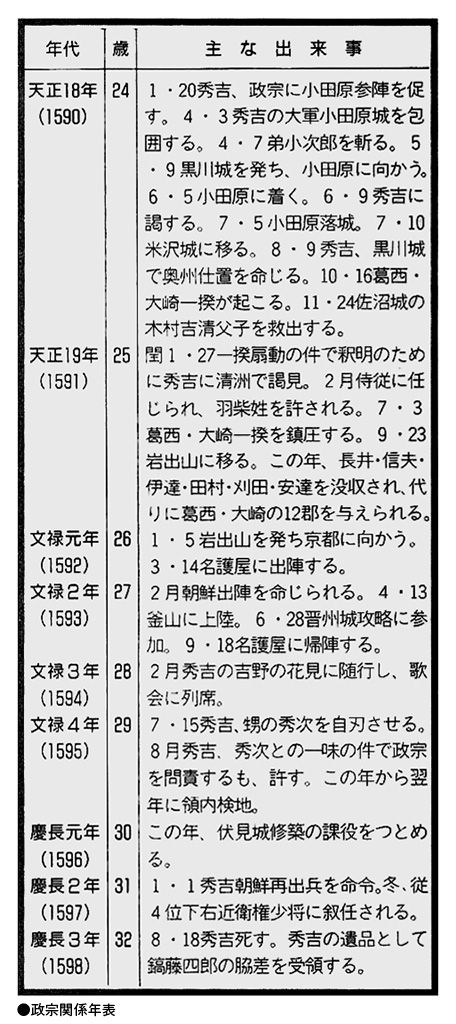 年代 歳 主な出来事
天正18年 24 1・20秀吉、政宗に小田原参陣を促
(1590) す。4・3秀吉の大軍小田原城を包
囲する。4・7弟小次郎を斬る。5
・9黒川城を発ち、小田原に向かう。
6・5小田原に着く。6・9秀吉に
謁する。7・5小田原落城。7・10
米沢城に移る。8・9秀吉、黒川城
で奥州仕置を命じる。10・16葛西・
大崎一揆が起こる。11・24佐沼城の
木村吉清父子を救出する。
天正19年 25 閏1・27一揆扇動の件で釈明のため
(1591) に秀吉に清洲で謁見。2月侍従に任
じられ、羽柴姓を許される。7・3
葛西・大崎一揆を鎮圧する。9・23
岩出山に移る。この年、長井・信夫・
伊達・田村・刈田・安達を没収され、代
りに葛西・大崎の12郡を与えられる。
文禄元年 26 1・5岩出山を発ち京都に向かう。
(1592) 3・14名護屋に出陣する。
文禄2年 27 2月朝鮮出陣を命じられる。4・13
(1593) 釜山に上陸。6・28晋州城攻略に参
加。9・18名護屋に帰陣する。
文禄3年 28 2月秀吉の吉野の花見に随行し、歌
(1594) 会に列席。
文禄4年 29 7・15秀吉、甥の秀次を自刃させる。
(1595) 8月秀吉、秀次との一味の件で政宗
を問責するも、許す。この年から翌
年に領内検地。
慶長元年 30 この年、伏見城修築の課役をつとめ
(1596) る。
慶長2年 31 1・1秀吉朝鮮再出兵を命令。冬、従
(1597) 4位下右近衛権少将に叙任される。
慶長3年 32 8・18秀吉死す。秀吉の遺品として
(1598) 鎬藤四郎の脇差を受領する。
●政宗関係年表